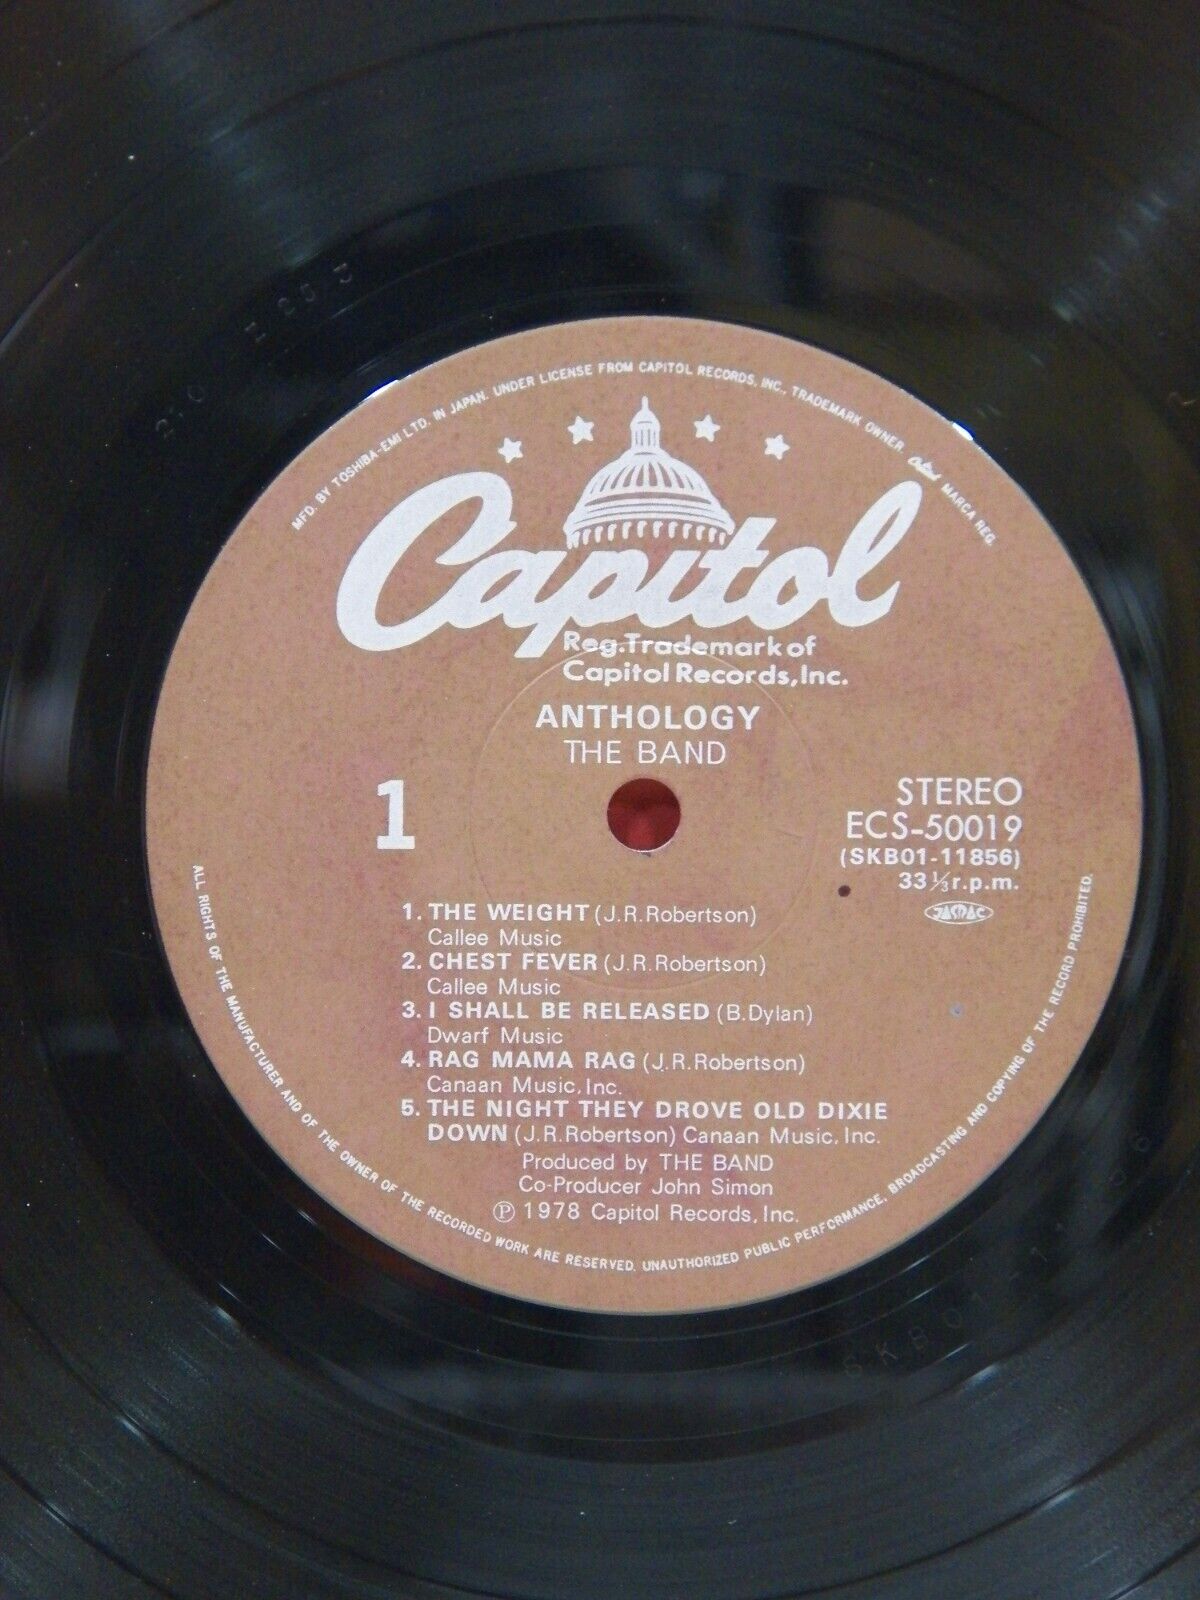 MFD. BY TOSHIBA-EMI LTD. IN JAPAN. UNDER LICENSE FROM CAPITOL RECORDS, INC., TRADEMARK OWNER. Capitol MARCA REG.
Capitol
Reg.Trademark of
Capitol Records,Inc.
ANTHOLOGY
THE BAND
1
STEREO
ECS-50019
(SKB01-11856)
33 1/3 r.p.m.
JASRAC
1. THE WEIGHT (J.R.Robertson)
Callee Music
2. CHEST FEVER (J.R.Robertson)
Callee Music
3. I SHALL BE RELEASED (B.Dylan)
Dwarf Music
4. RAG MAMA RAG (J.R.Robertson)
Canaan Music,Inc.
5. THE NIGHT THEY DROVE OLD DIXIE
DOWN (J.R.Robertson) Canaan Music,Inc.
Produced by THE BAND
Co-Producer John Simon
Ⓟ 1978 Capitol Records,Inc.
ALL RIGHTS OF THE MANUFACTURER AND OF THE OWNER OF THE RECORDED WORK ARE RESERVED. UNAUTHORIZED PUBLIC PERFORMANCE, BROADCASTING AND COPYING OF THE RECORD PROHIBITED.